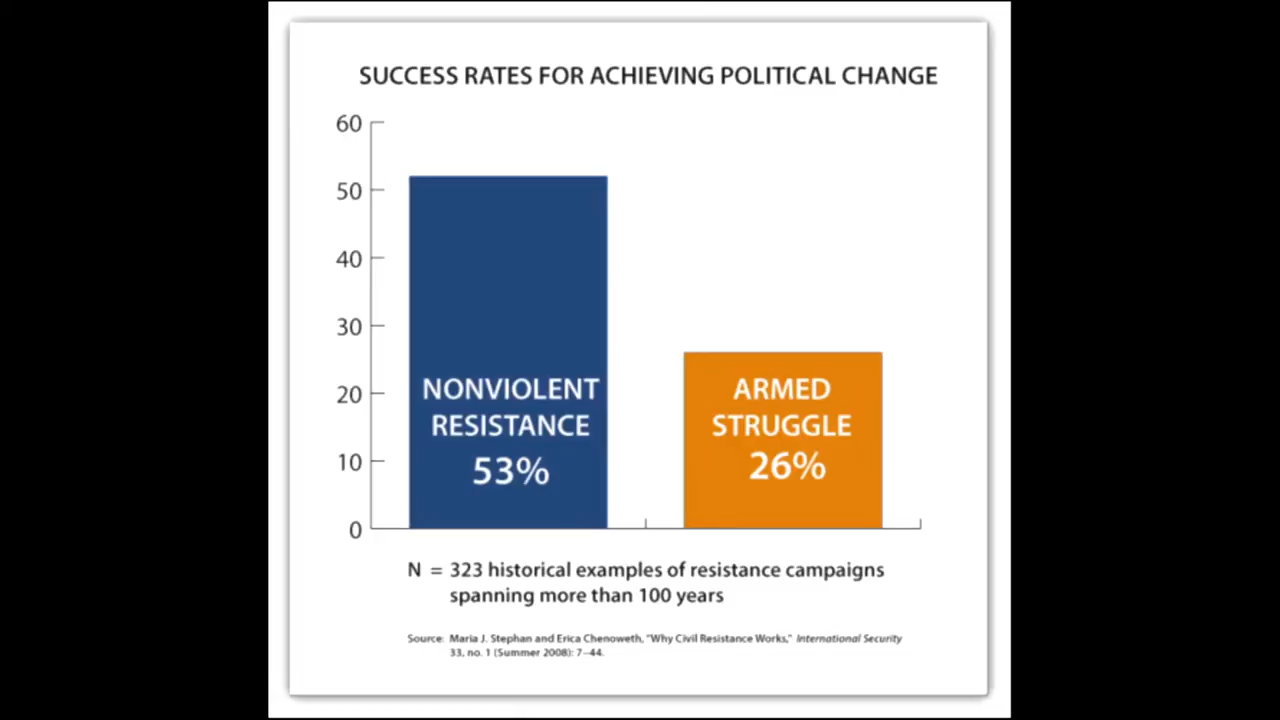 SUCCESS RATES FOR ACHIEVING POLITICAL CHANGE
60
50
40
30
20
10
0
NONVIOLENT
RESISTANCE
53%
ARMED
STRUGGLE
26%
N = 323 historical examples of resistance campaigns
spanning more than 100 years
Source: Maria J. Stephan and Erica Chenoweth, "Why Civil Resistance Works," International Security
33, no. 1 (Summer 2008): 7–44.